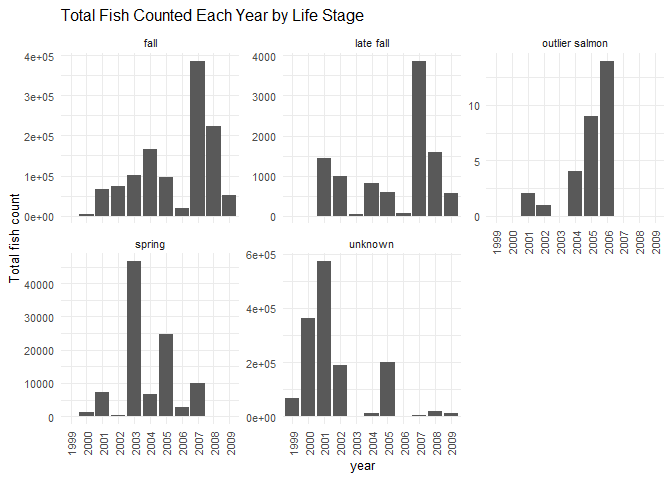 Total Fish Counted Each Year by Life Stage
fall
late fall
outlier salmon
4e+05
3e+05
2e+05
1e+05
0e+00
4000
3000
2000
1000
0
10
5
0
1999 2000 2001 2002 2003 2004 2005 2006 2007 2008 2009
Total fish count
spring
unknown
40000
30000
20000
10000
0
6e+05
4e+05
2e+05
0e+00
1999 2000 2001 2002 2003 2004 2005 2006 2007 2008 2009
1999 2000 2001 2002 2003 2004 2005 2006 2007 2008 2009
year